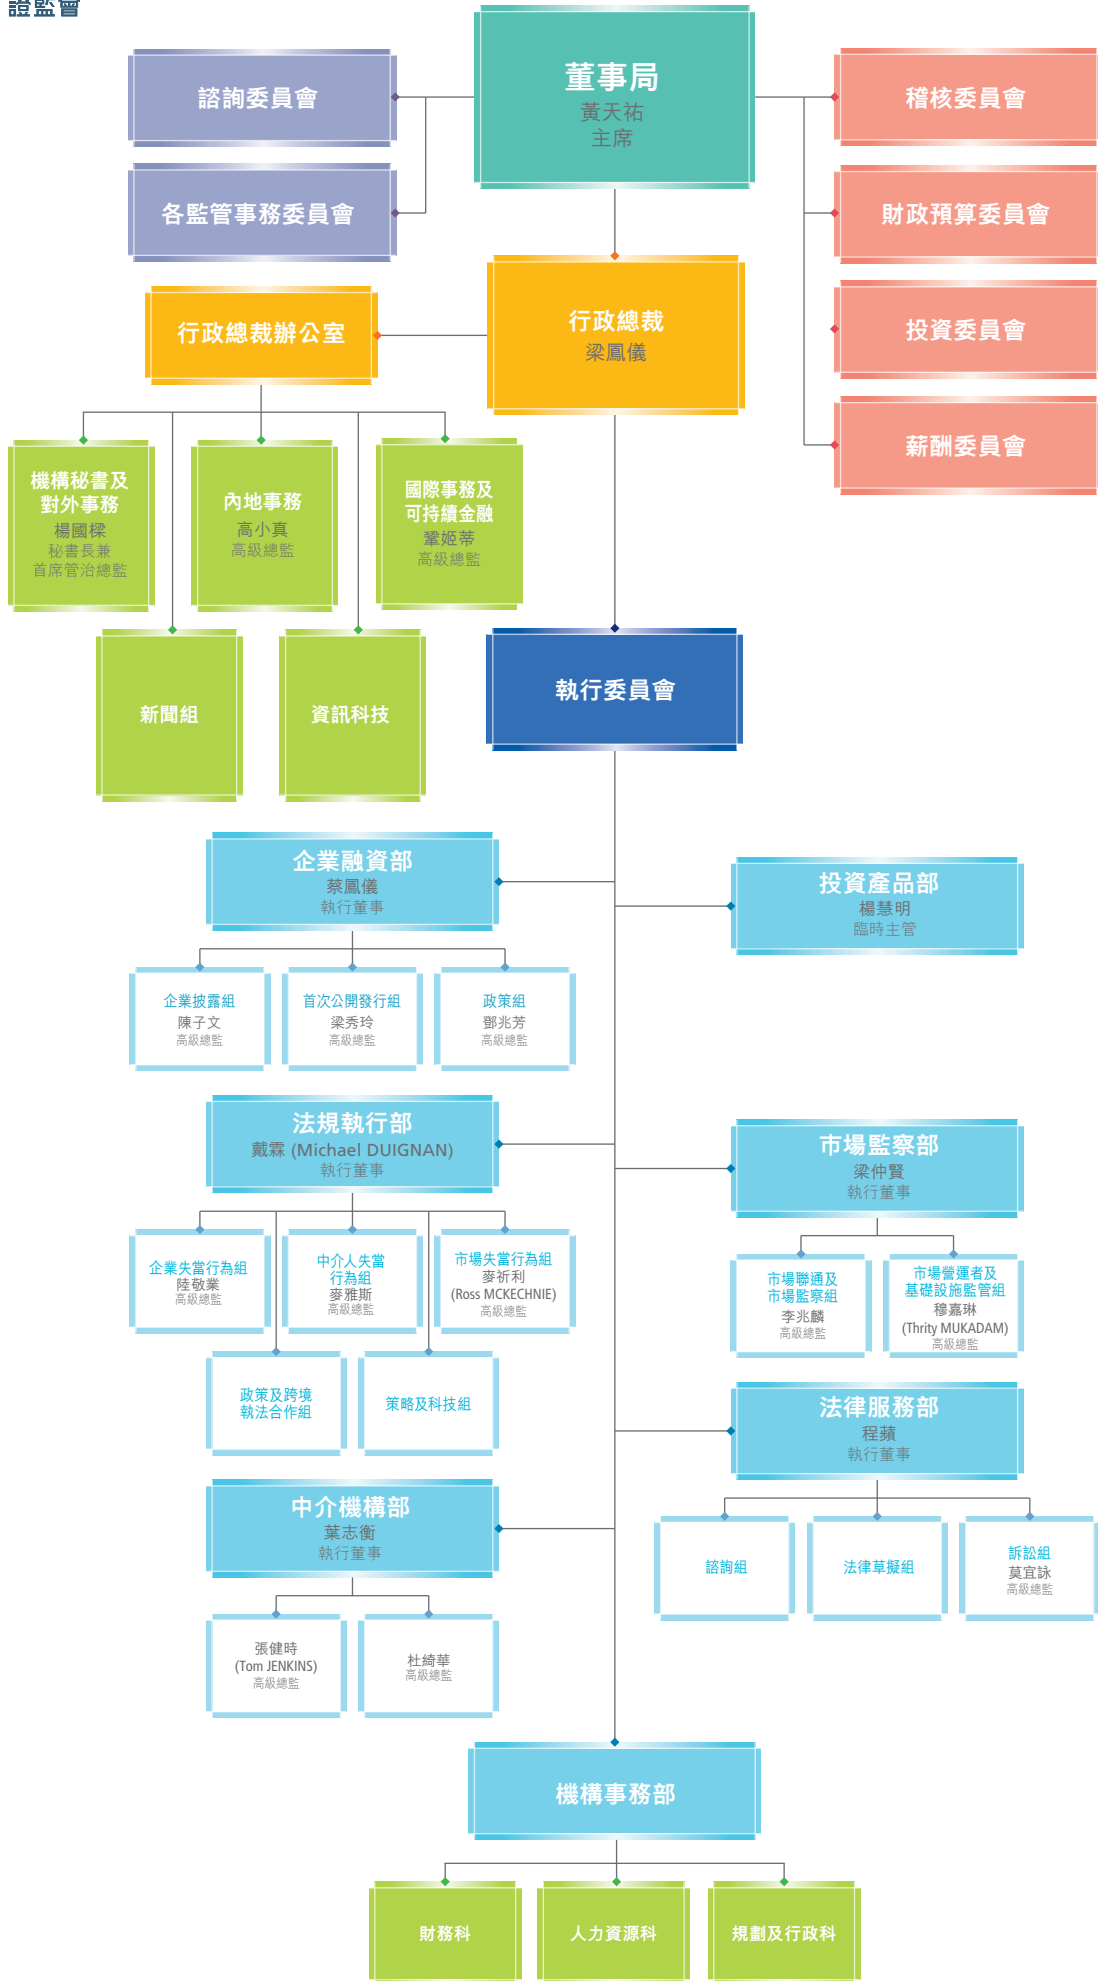 證監會
董事局
黃天祐
主席
諮詢委員會
各監管事務委員會
稽核委員會
財政預算委員會
投資委員會
薪酬委員會
行政總裁
梁鳳儀
行政總裁辦公室
機構秘書及
對外事務
楊國樑
秘書長兼
首席管治總監
內地事務
高小真
高級總監
國際事務及
可持續金融
鞏姬蒂
高級總監
新聞組
資訊科技
執行委員會
企業融資部
蔡鳳儀
執行董事
投資產品部
楊慧明
臨時主管
企業披露組
陳子文
高級總監
首次公開發行組
梁秀玲
高級總監
政策組
鄧兆芳
高級總監
法規執行部
戴霖 (Michael DUIGNAN)
執行董事
市場監察部
梁仲賢
執行董事
企業失當行為組
陸敬業
高級總監
中介人失當
行為組
麥雅斯
高級總監
市場失當行為組
麥祈利
(Ross MCKECHNIE)
高級總監
市場聯通及
市場監察組
李兆麟
高級總監
市場營運者及
基礎設施監管組
穆嘉琳
(Thrity MUKADAM)
高級總監
政策及跨境
執法合作組
策略及科技組
法律服務部
程蘋
執行董事
中介機構部
葉志衡
執行董事
諮詢組
法律草擬組
訴訟組
莫宜詠
高級總監
張健時
(Tom JENKINS)
高級總監
杜綺華
高級總監
機構事務部
財務科
人力資源科
規劃及行政科